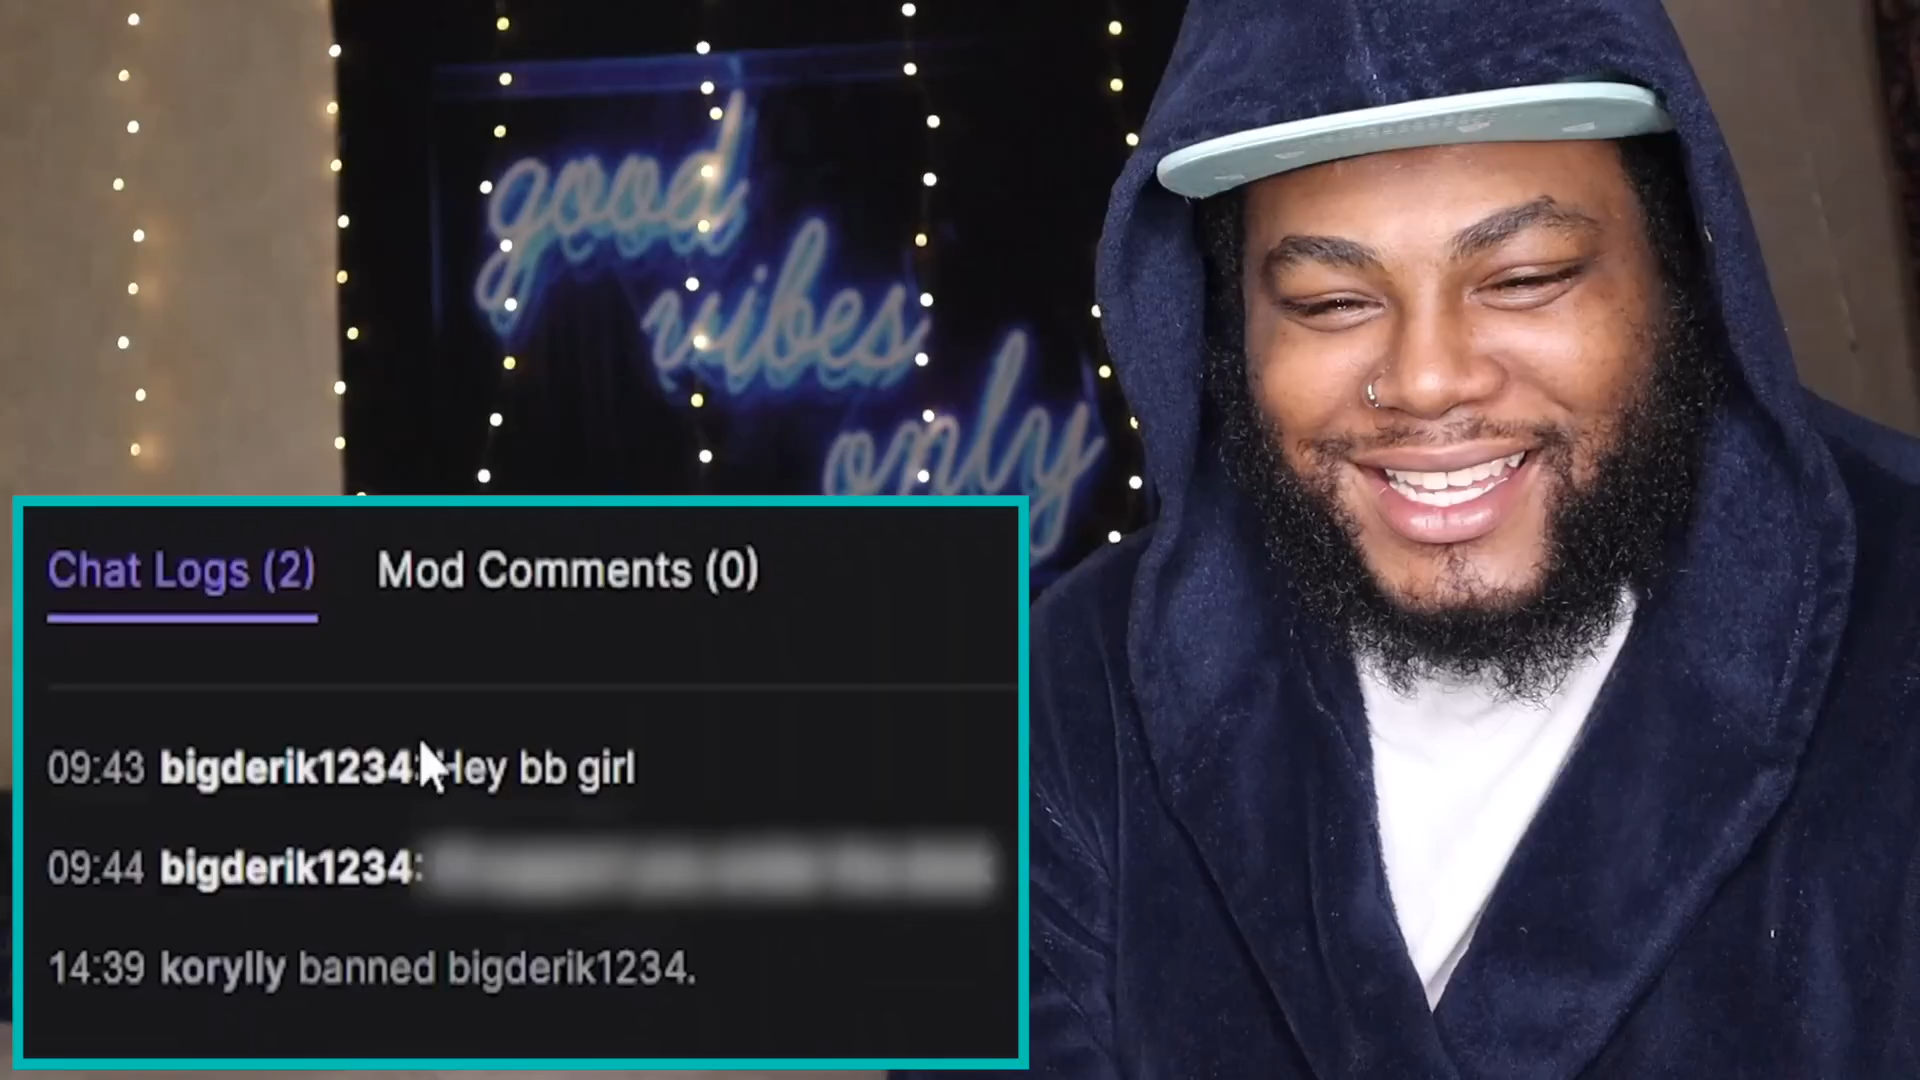 good
vibes
only
Chat Logs (2) Mod Comments (0)
09:43 bigderik1234: Hey bb girl
09:44 bigderik1234:
14:39 korylly banned bigderik1234.